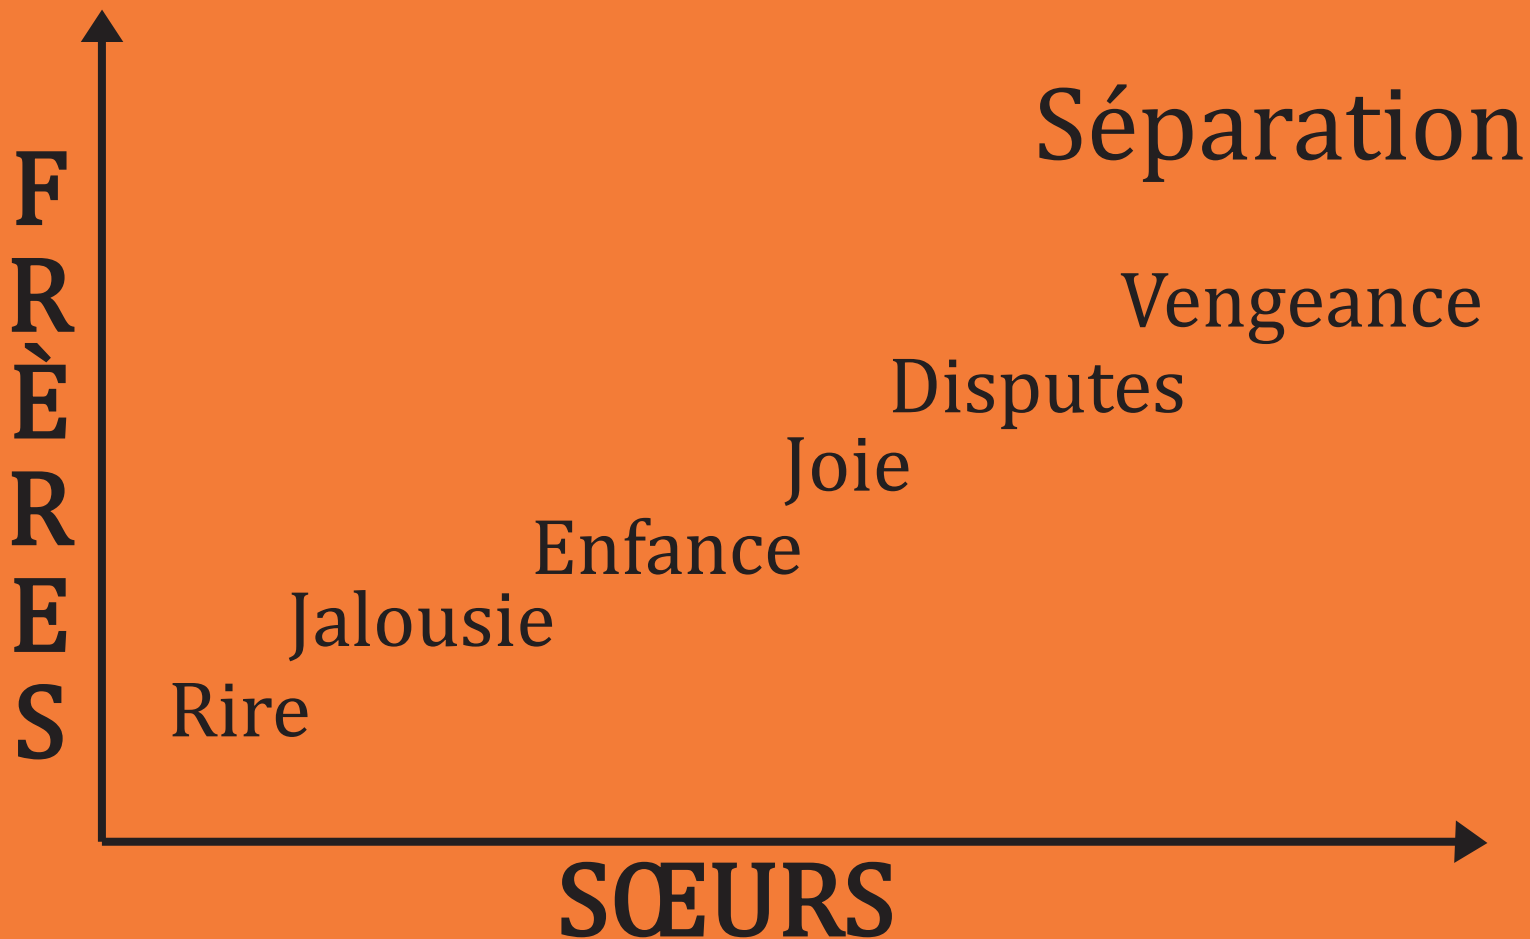 FRÈRES
Séparation
Vengeance
Disputes
Joie
Enfance
Jalousie
Rire
SŒURS